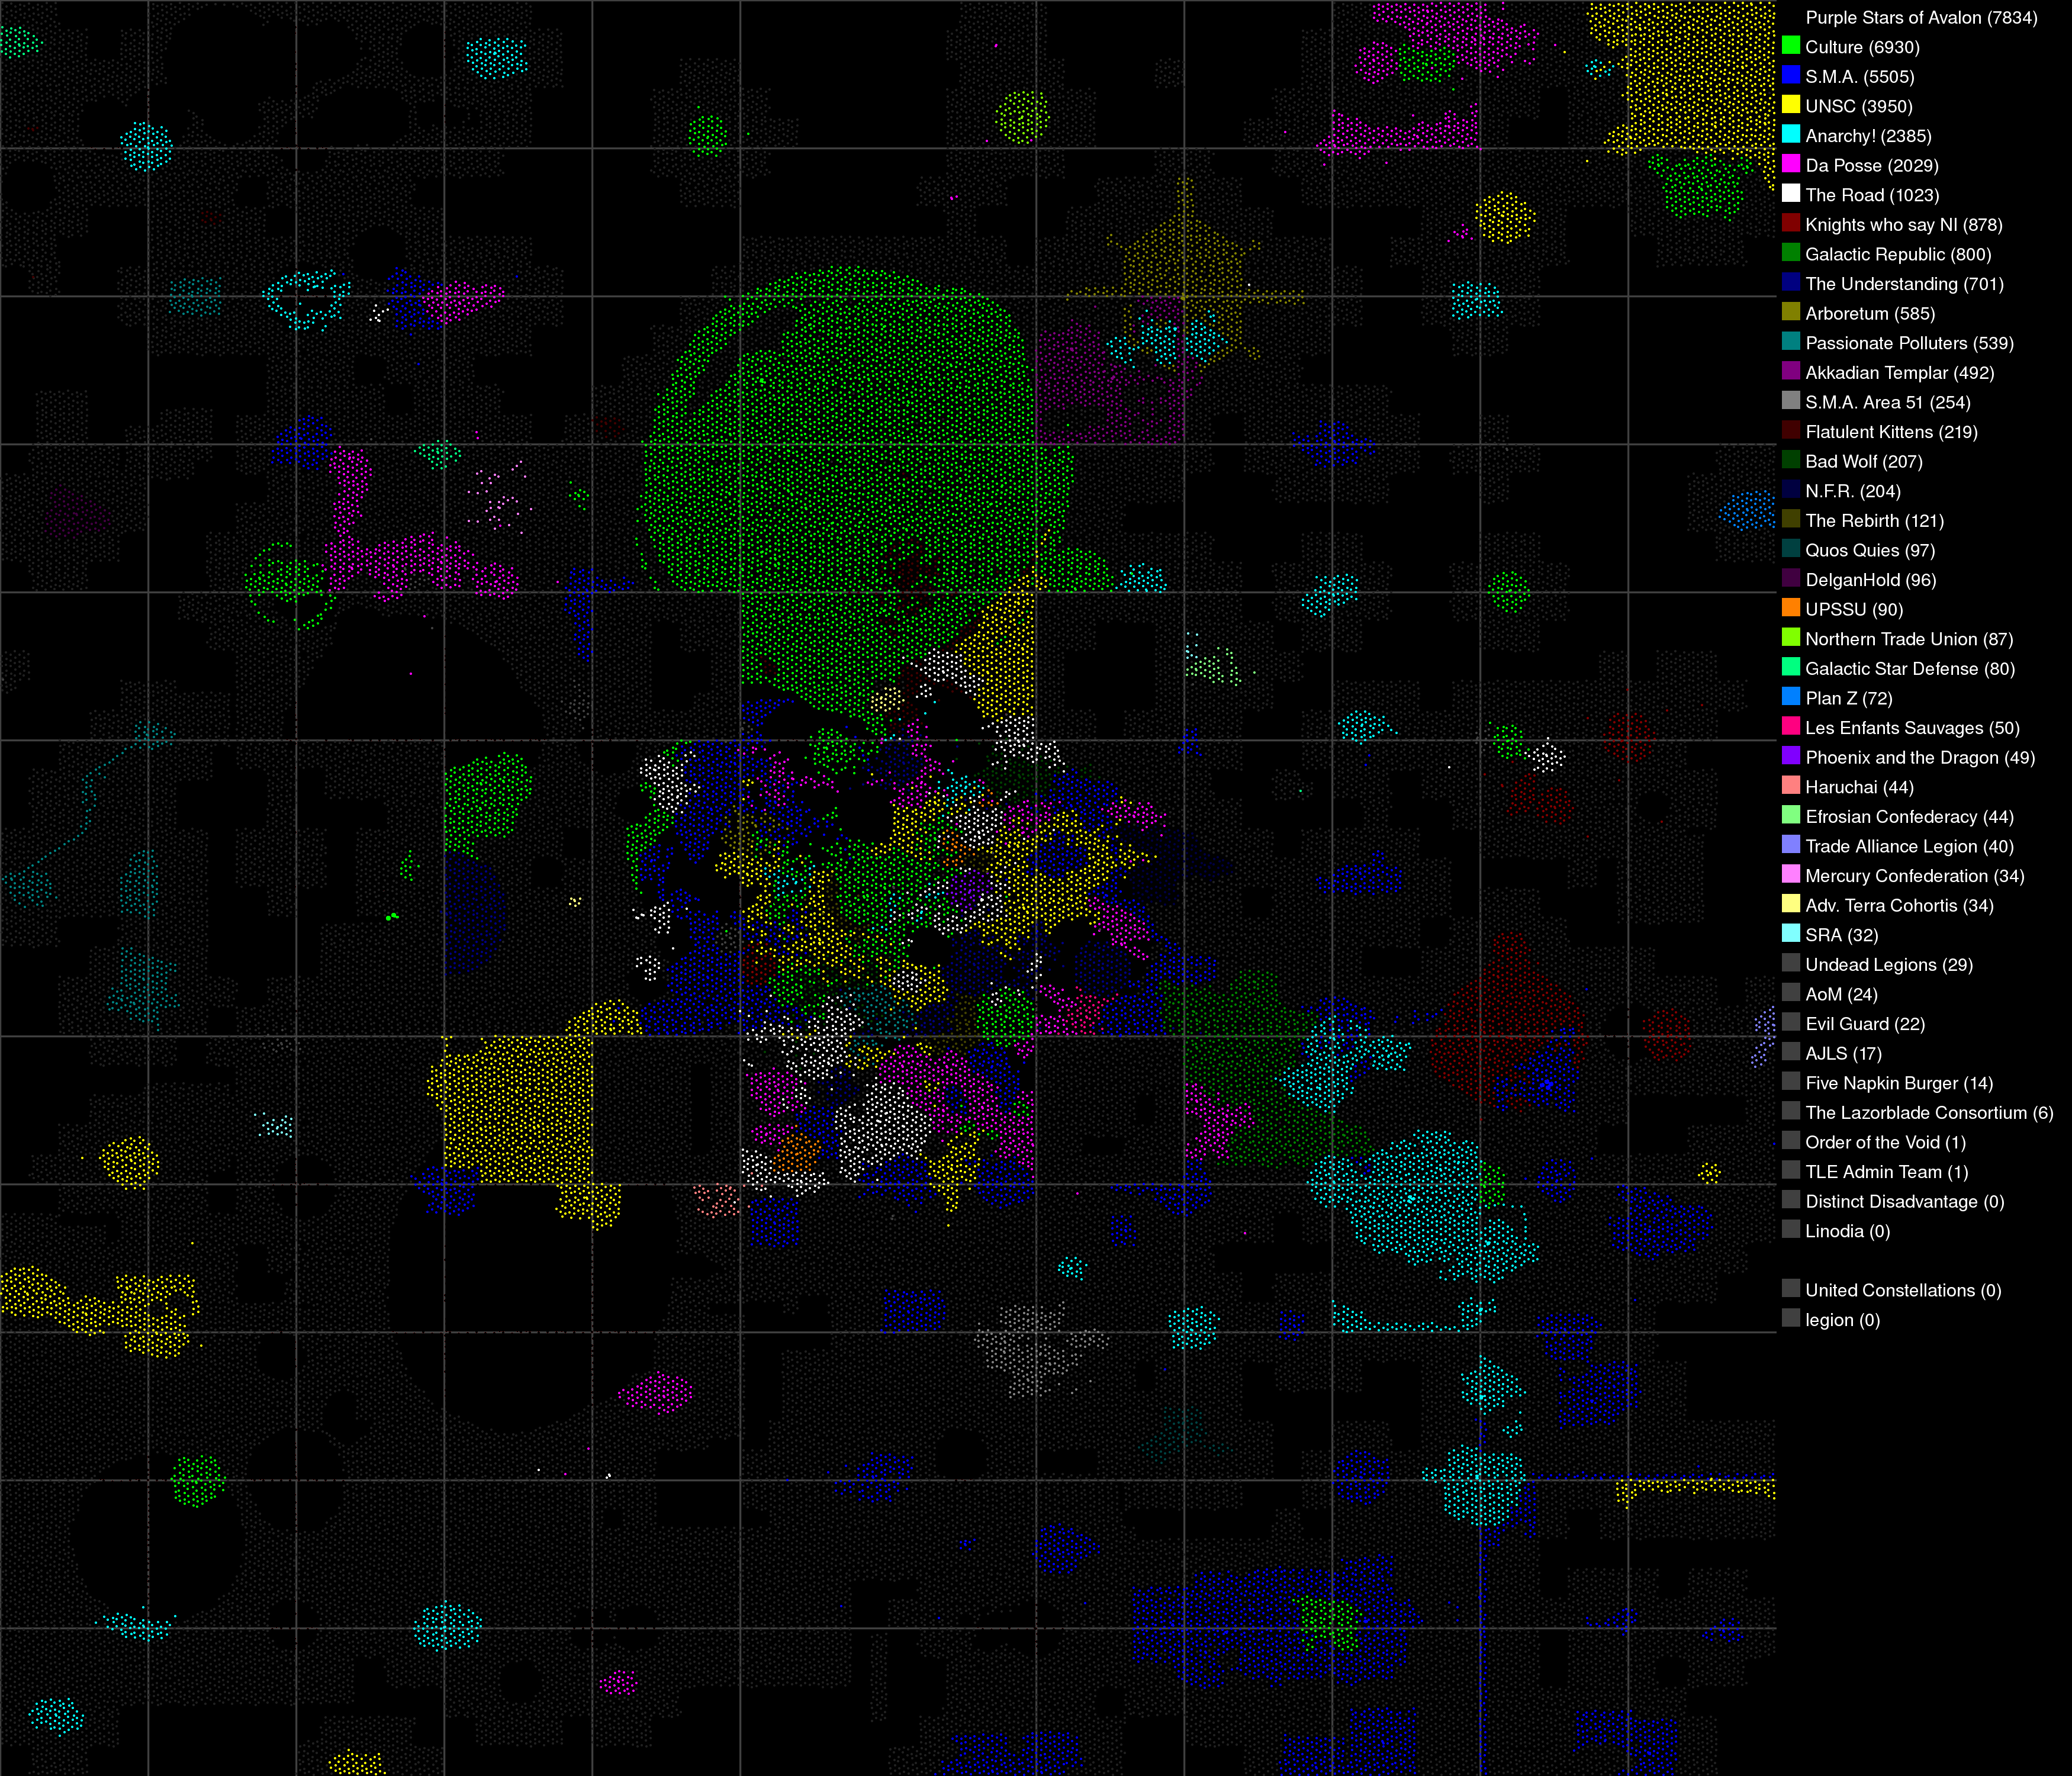 Purple Stars of Avalon (7834)
Culture (6930)
S.M.A. (5505)
UNSC (3950)
Anarchy! (2385)
Da Posse (2029)
The Road (1023)
Knights who say NI (878)
Galactic Republic (800)
The Understanding (701)
Arboretum (585)
Passionate Polluters (539)
Akkadian Templar (492)
S.M.A. Area 51 (254)
Flatulent Kittens (219)
Bad Wolf (207)
N.F.R. (204)
The Rebirth (121)
Quos Quies (97)
DelganHold (96)
UPSSU (90)
Northern Trade Union (87)
Galactic Star Defense (80)
Plan Z (72)
Les Enfants Sauvages (50)
Phoenix and the Dragon (49)
Haruchai (44)
Efrosian Confederacy (44)
Trade Alliance Legion (40)
Mercury Confederation (34)
Adv. Terra Cohortis (34)
SRA (32)
Undead Legions (29)
AoM (24)
Evil Guard (22)
AJLS (17)
Five Napkin Burger (14)
The Lazorblade Consortium (6)
Order of the Void (1)
TLE Admin Team (1)
Distinct Disadvantage (0)
Linodia (0)
United Constellations (0)
legion (0)